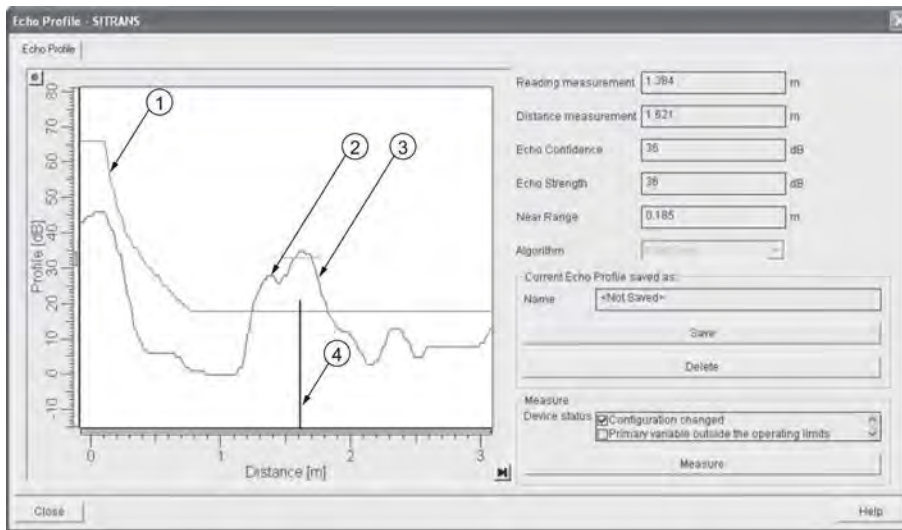 Echo Profile - SITRANS
Echo Profile
80
70
60
50
40
30
20
10
0
-10
Profile [dB]
1
2
3
4
0
1
2
3
Distance [m]
Reading measurement 1.384 m
Distance measurement 1.621 m
Echo Confidence 36 dB
Echo Strength 36 dB
Near Range 0.185 m
Algorithm
Current Echo Profile saved as:
Name <Not Saved>
Save
Delete
Measure
Device status Configuration changed
Primary variable outside the operating limits
Measure
Close
Help